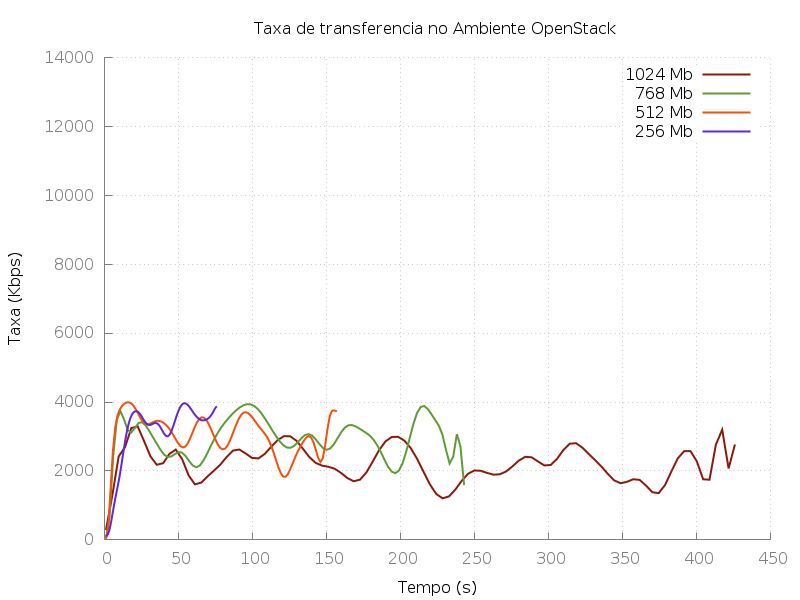 Taxa de transferencia no Ambiente OpenStack
1024 Mb
768 Mb
512 Mb
256 Mb
14000
12000
10000
8000
6000
4000
2000
0
Taxa (Kbps)
0 50 100 150 200 250 300 350 400 450
Tempo (s)